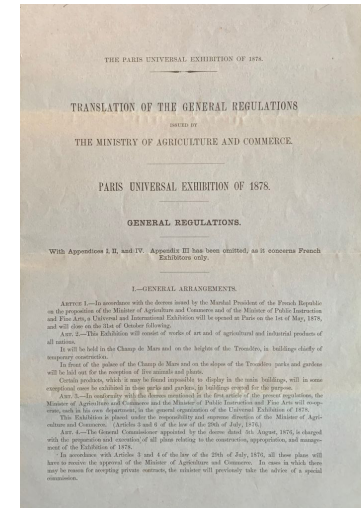 THE PARIS UNIVERSAL EXHIBITION OF 1878.
TRANSLATION OF THE GENERAL REGULATIONS
ISSUED BY
THE MINISTRY OF AGRICULTURE AND COMMERCE.
PARIS UNIVERSAL EXHIBITION OF 1878.
GENERAL REGULATIONS.
With Appendices I, II, and IV. Appendix III has been omitted, as it concerns French
Exhibitors only.
I.—GENERAL ARRANGEMENTS.
ARTICLE 1.—In accordance with the decrees issued by the Marshal President of the French Republic
on the proposition of the Minister of Agriculture and Commerce and of the Minister of Public Instruction
and Fine Arts, a Universal and International Exhibition will be opened at Paris on the 1st of May, 1878,
and will close on the 31st of October following.
ART. 2.—This Exhibition will consist of works of art and of agricultural and industrial products of
all nations.
It will be held in the Champ de Mars and on the heights of the Trocadéro, in buildings chiefly of
temporary construction.
In front of the palace of the Champ de Mars and on the slopes of the Trocadéro parks and gardens
will be laid out for the reception of live animals and plants.
Certain products, which it may be found impossible to display in the main buildings, will in some
exceptional cases be exhibited in these parks and gardens, in buildings erected for the purpose.
ART. 3.—In conformity with the decrees mentioned in the first article of the present regulations, the
Minister of Agriculture and Commerce and the Minister of Public Instruction and Fine Arts will co-operate,
each in his own department, in the general organization of the Universal Exhibition of 1878.
This Exhibition is placed under the responsibility and supreme direction of the Minister of Agriculture
and Commerce. (Articles 3 and 6 of the law of the 29th July, 1876.)
ART. 4.—The General Commissioner appointed by the decree dated 4th August, 1876, is charged
with the preparation and execution of all plans relating to the construction, appropriation, and management
of the Exhibition of 1878.
In accordance with Articles 3 and 4 of the law of the 29th of July, 1876, all these plans will
have to receive the approval of the Minister of Agriculture and Commerce. In cases in which there
may be reason for accepting private contracts, the minister will previously take the advice of a special
commission.